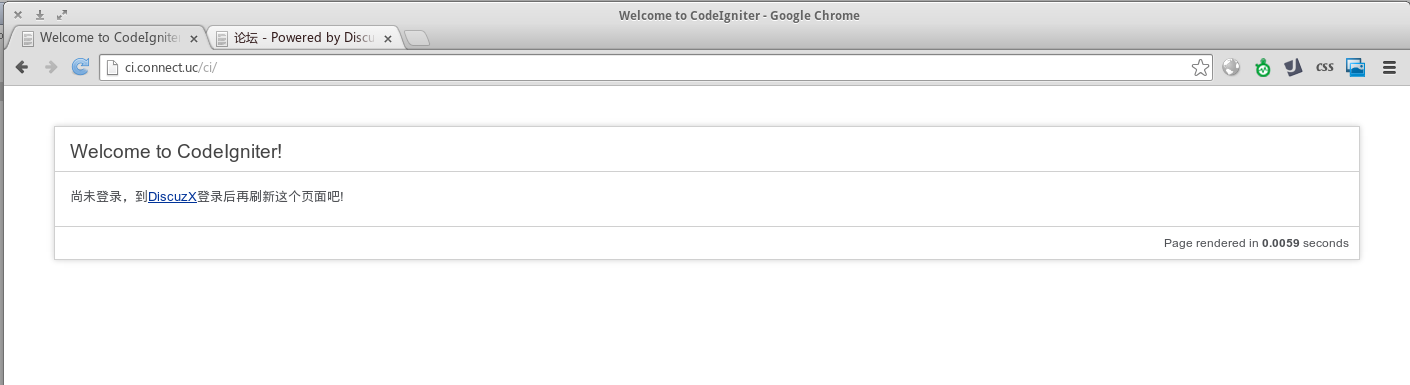 Welcome to CodeIgniter - Google Chrome
Welcome to CodeIgniter
论坛 - Powered by Discu
ci.connect.uc/ci/
css
Welcome to CodeIgniter!
尚未登录，到DiscuzX登录后再刷新这个页面吧!
Page rendered in 0.0059 seconds